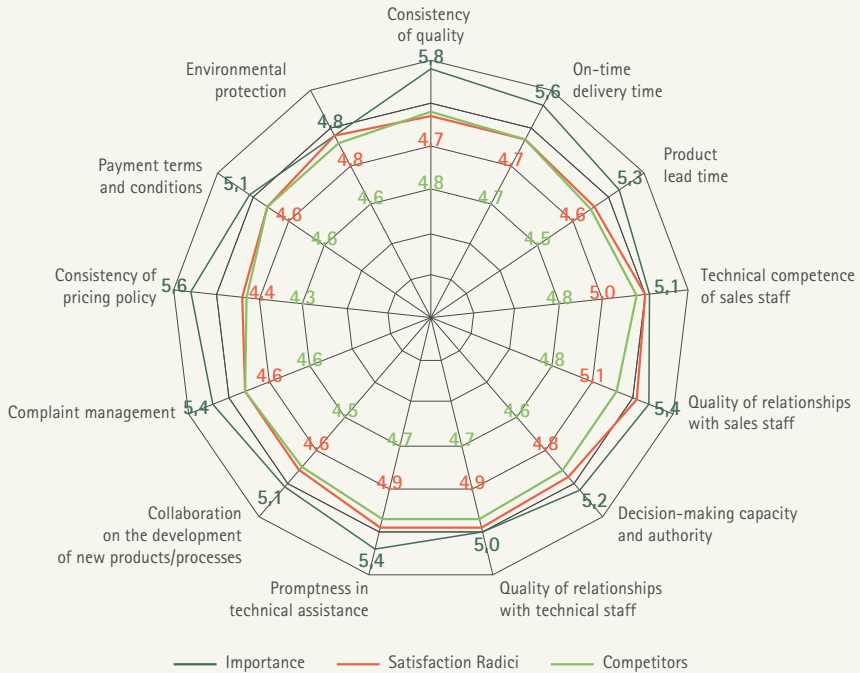 Consistency
of quality
5,8
Environmental
protection
On-time
delivery time
5,6
4,8
4.7
4.8
4.7
Payment terms
and conditions
Product
lead time
5,1
5,3
4.8
4.6
4.7
4.6
4.6
4.6
4.5
Consistency of
pricing policy
5,6
4,4
4.3
4.8
5.0
5,1
Technical competence
of sales staff
4.6
4.6
4.8
5.1
Complaint management
5,4
5,4
Quality of relationships
with sales staff
4.5
4.6
4.6
4.7
4.7
4.8
4.9
4.9
5,1
5,2
Collaboration
on the development
of new products/processes
Decision-making capacity
and authority
5,4
5,0
Promptness in
technical assistance
Quality of relationships
with technical staff
Importance
Satisfaction Radici
Competitors